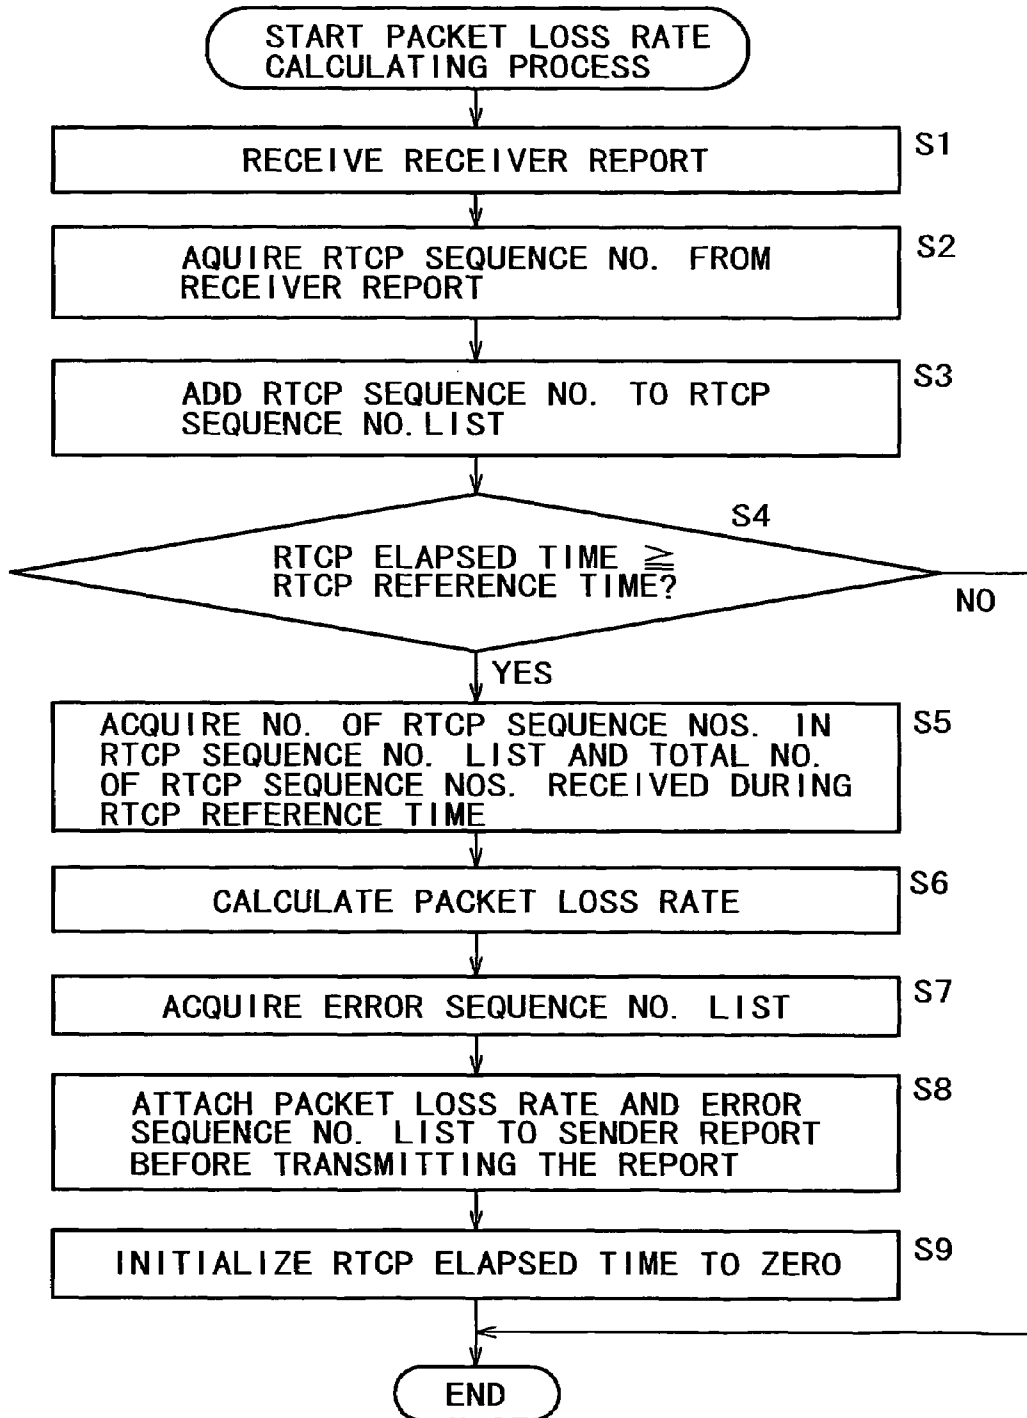 START PACKET LOSS RATE
CALCULATING PROCESS
RECEIVE RECEIVER REPORT
S1
AQUIRE RTCP SEQUENCE NO. FROM
RECEIVER REPORT
S2
ADD RTCP SEQUENCE NO. TO RTCP
SEQUENCE NO. LIST
S3
S4
RTCP ELAPSED TIME ≧
RTCP REFERENCE TIME?
NO
YES
ACQUIRE NO. OF RTCP SEQUENCE NOS. IN
RTCP SEQUENCE NO. LIST AND TOTAL NO.
OF RTCP SEQUENCE NOS. RECEIVED DURING
RTCP REFERENCE TIME
S5
CALCULATE PACKET LOSS RATE
S6
ACQUIRE ERROR SEQUENCE NO. LIST
S7
ATTACH PACKET LOSS RATE AND ERROR
SEQUENCE NO. LIST TO SENDER REPORT
BEFORE TRANSMITTING THE REPORT
S8
INITIALIZE RTCP ELAPSED TIME TO ZERO
S9
END